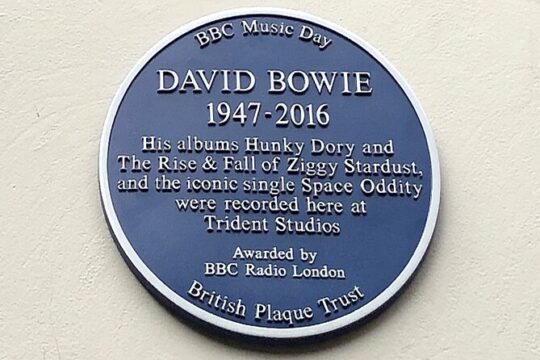 BBC Music Day
DAVID BOWIE
1947-2016
His albums Hunky Dory and
The Rise & Fall of Ziggy Stardust,
and the iconic single Space Oddity
were recorded here at
Trident Studios
Awarded by
BBC Radio London
British Plaque Trust